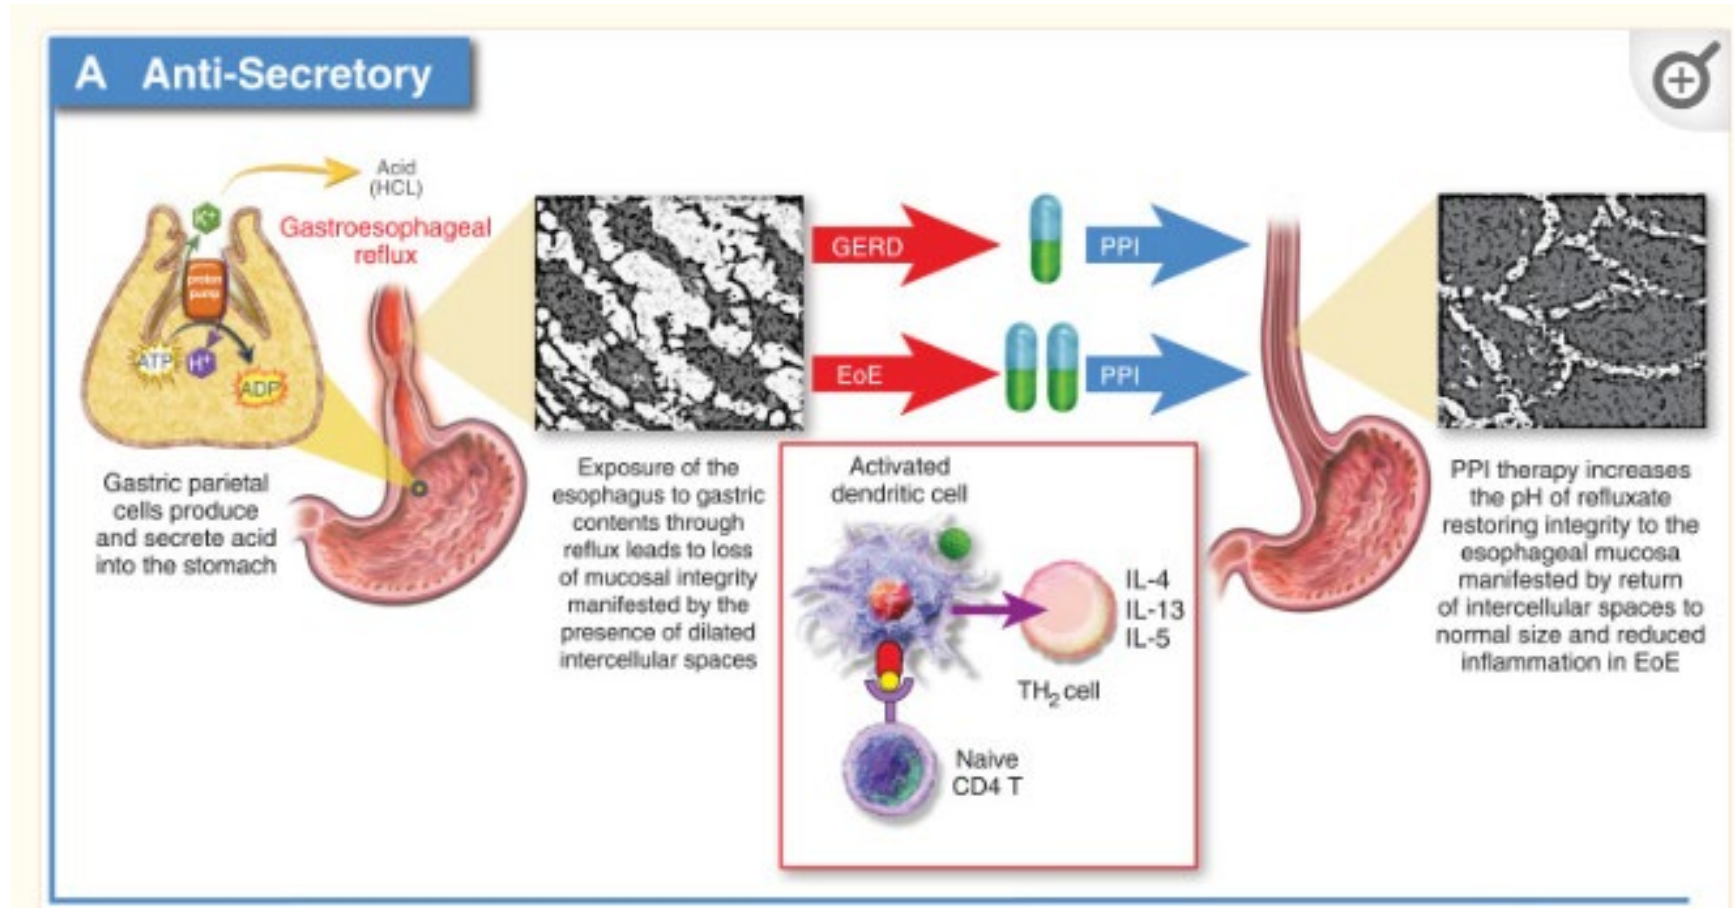 A Anti-Secretory
Acid
(HCL)
K+
Gastroesophageal
reflux
proton
pump
ATP
H+
ADP
Gastric parietal
cells produce
and secrete acid
into the stomach
Exposure of the
esophagus to gastric
contents through
reflux leads to loss
of mucosal integrity
manifested by the
presence of dilated
intercellular spaces
GERD
PPI
EoE
PPI
Activated
dendritic cell
IL-4
IL-13
IL-5
TH2 cell
Naive
CD4 T
PPI therapy increases
the pH of refluxate
restoring integrity to the
esophageal mucosa
manifested by return
of intercellular spaces to
normal size and reduced
inflammation in EoE